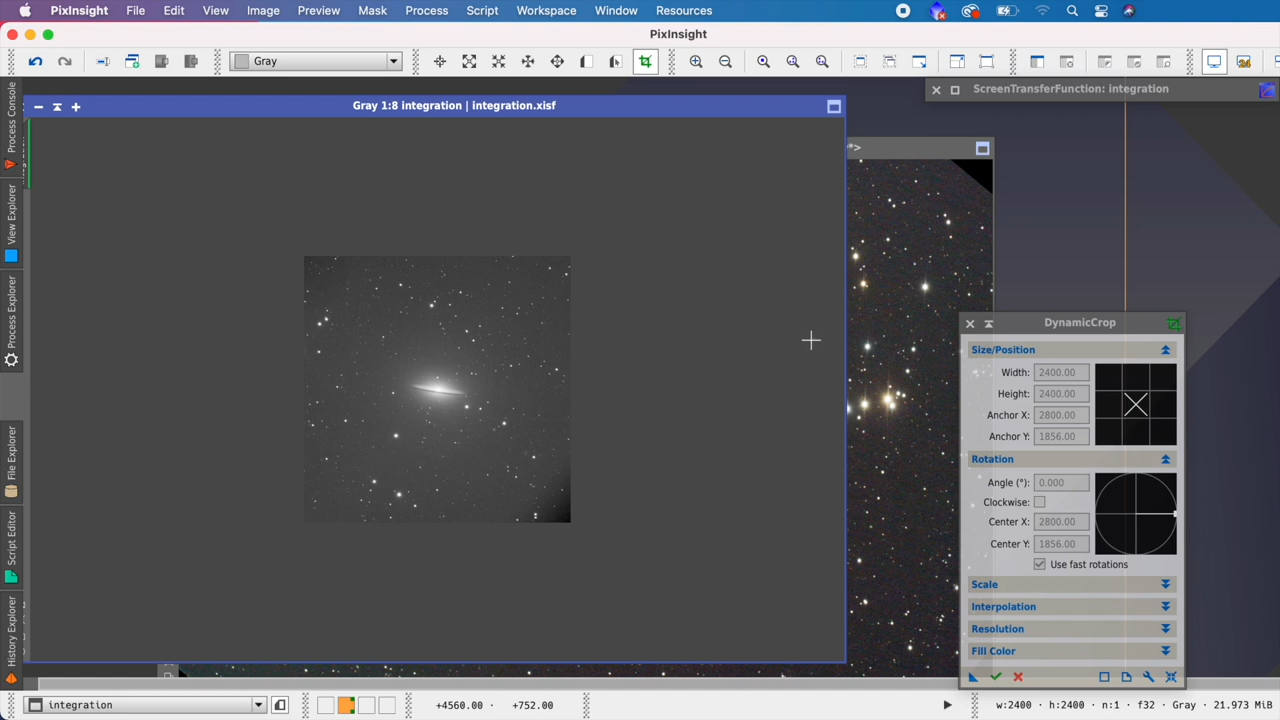 PixInsight File Edit View Image Preview Mask Process Script Workspace Window Resources
PixInsight
Gray
Process Console
View Explorer
Process Explorer
File Explorer
Script Editor
History Explorer
Gray 1:8 integration | integration.xisf
*>
ScreenTransferFunction: integration
DynamicCrop
Size/Position
Width: 2400.00
Height: 2400.00
Anchor X: 2800.00
Anchor Y: 1856.00
Rotation
Angle (°): 0.000
Clockwise:
Center X: 2800.00
Center Y: 1856.00
Use fast rotations
Scale
Interpolation
Resolution
Fill Color
integration
+4560.00 · +752.00
w:2400 · h:2400 · n:1 · f32 · Gray · 21.973 MiB